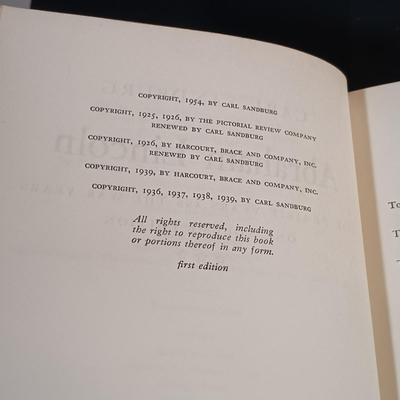 COPYRIGHT, 1954, BY CARL SANDBURG
COPYRIGHT, 1925, 1926, BY THE PICTORIAL REVIEW COMPANY
RENEWED BY CARL SANDBURG
COPYRIGHT, 1926, BY HARCOURT, BRACE AND COMPANY, INC.
RENEWED BY CARL SANDBURG
COPYRIGHT, 1939, BY HARCOURT, BRACE AND COMPANY, INC.
COPYRIGHT, 1936, 1937, 1938, 1939, BY CARL SANDBURG
All rights reserved, including
the right to reproduce this book
or portions thereof in any form.
first edition